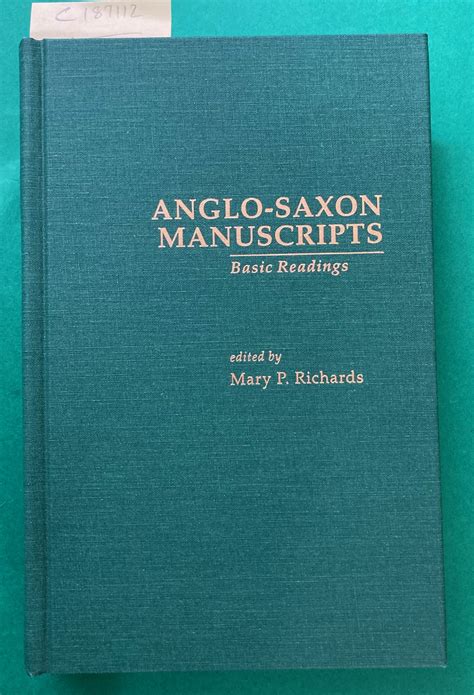 C 187112
ANGLO-SAXON
MANUSCRIPTS
Basic Readings
edited by
Mary P. Richards